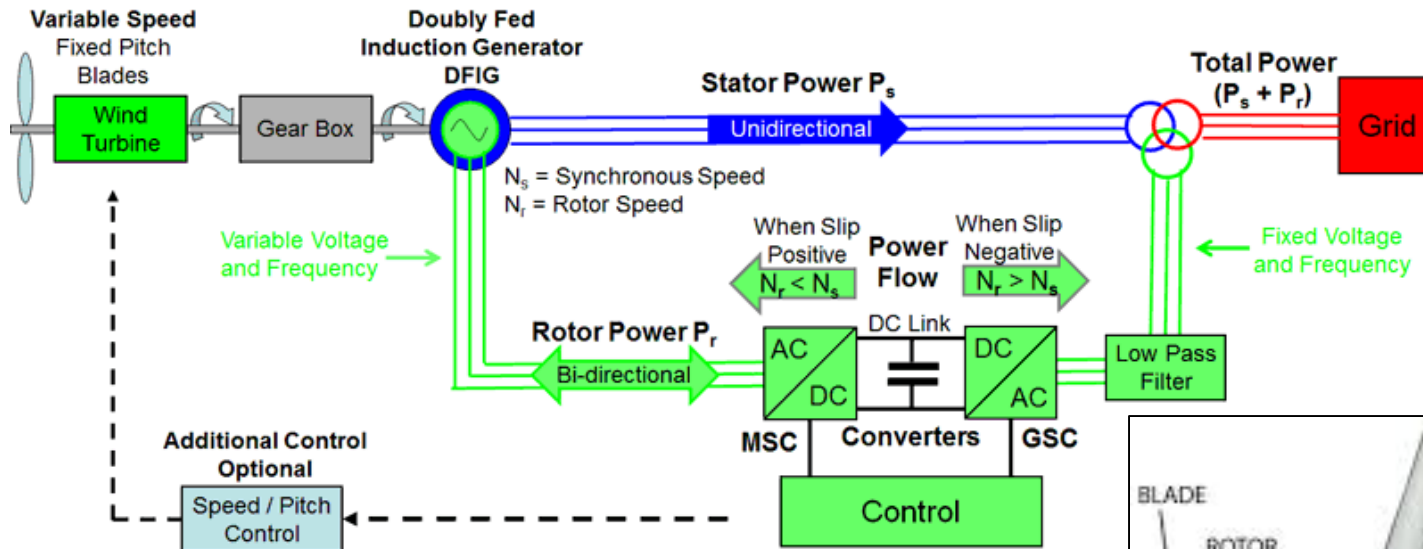 Variable Speed
Fixed Pitch
Blades
Wind
Turbine
Gear Box
Doubly Fed
Induction Generator
DFIG
Stator Power Ps
Unidirectional
Total Power
(Ps + Pr)
Grid
Ns = Synchronous Speed
Nr = Rotor Speed
Variable Voltage
and Frequency
When Slip
Positive
Nr < Ns
Power
Flow
When Slip
Negative
Nr > Ns
Fixed Voltage
and Frequency
Rotor Power Pr
Bi-directional
AC
DC
DC Link
DC
AC
Low Pass
Filter
MSC
Converters
GSC
Control
Additional Control
Optional
Speed / Pitch
Control
BLADE
ROTOR